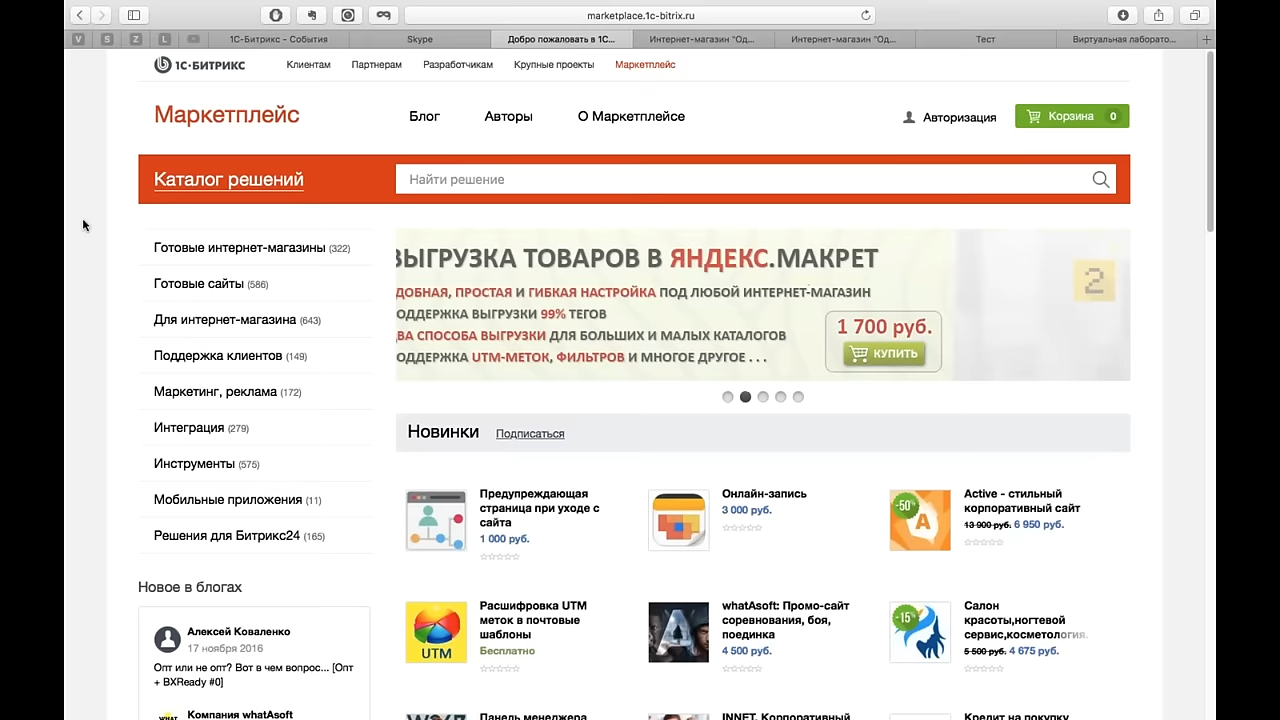 marketplace.1c-bitrix.ru
V
S
Z
L
1С-Битрикс - События
Skype
Добро пожаловать в 1С...
Интернет-магазин "Од...
Интернет-магазин "Од...
Тест
Виртуальная лаборато...
1С-БИТРИКС
Клиентам
Партнерам
Разработчикам
Крупные проекты
Маркетплейс
Маркетплейс
Блог
Авторы
О Маркетплейсе
Авторизация
Корзина 0
Каталог решений
Найти решение
Готовые интернет-магазины (322)
Готовые сайты (586)
Для интернет-магазина (643)
Поддержка клиентов (149)
Маркетинг, реклама (172)
Интеграция (279)
Инструменты (575)
Мобильные приложения (11)
Решения для Битрикс24 (165)
ВЫГРУЗКА ТОВАРОВ В ЯНДЕКС.МАКРЕТ
ДОБНАЯ, ПРОСТАЯ И ГИБКАЯ НАСТРОЙКА ПОД ЛЮБОЙ ИНТЕРНЕТ-МАГАЗИН
ОДДЕРЖКА ВЫГРУЗКИ 99% ТЕГОВ
ВА СПОСОБА ВЫГРУЗКИ ДЛЯ БОЛЬШИХ И МАЛЫХ КАТАЛОГОВ
ОДДЕРЖКА UTM-МЕТОК, ФИЛЬТРОВ И МНОГОЕ ДРУГОЕ . . .
1 700 руб.
КУПИТЬ
2
Новинки
Подписаться
Предупреждающая
страница при уходе с
сайта
1 000 руб.
Онлайн-запись
3 000 руб.
-50%
A
Active - стильный
корпоративный сайт
13 900 руб. 6 950 руб.
UTM
Расшифровка UTM
меток в почтовые
шаблоны
Бесплатно
whatAsoft: Промо-сайт
соревнования, боя,
поединка
4 500 руб.
-15%
Салон
красоты,ногтевой
сервис,косметология.
5 500 руб. 4 675 руб.
Новое в блогах
Алексей Коваленко
17 ноября 2016
Опт или не опт? Вот в чем вопрос... [Опт
+ BXReady #0]
WHAT
Компания whatAsoft
Панель менеджера
INNET. Корпоративный
Кредит на покупку